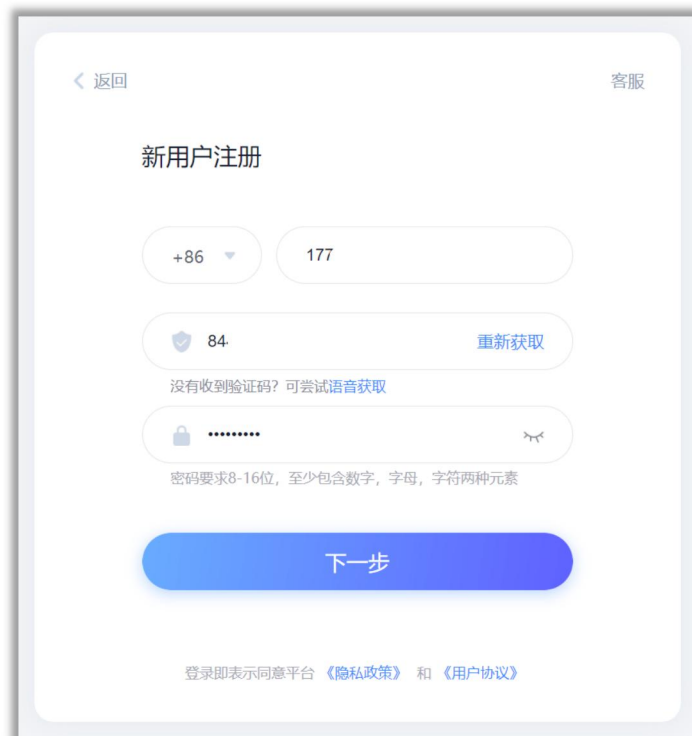 返回
客服
新用户注册
+86
177
84
重新获取
没有收到验证码？可尝试语音获取
•••••••••
密码要求8-16位，至少包含数字，字母，字符两种元素
下一步
登录即表示同意平台 《隐私政策》 和 《用户协议》